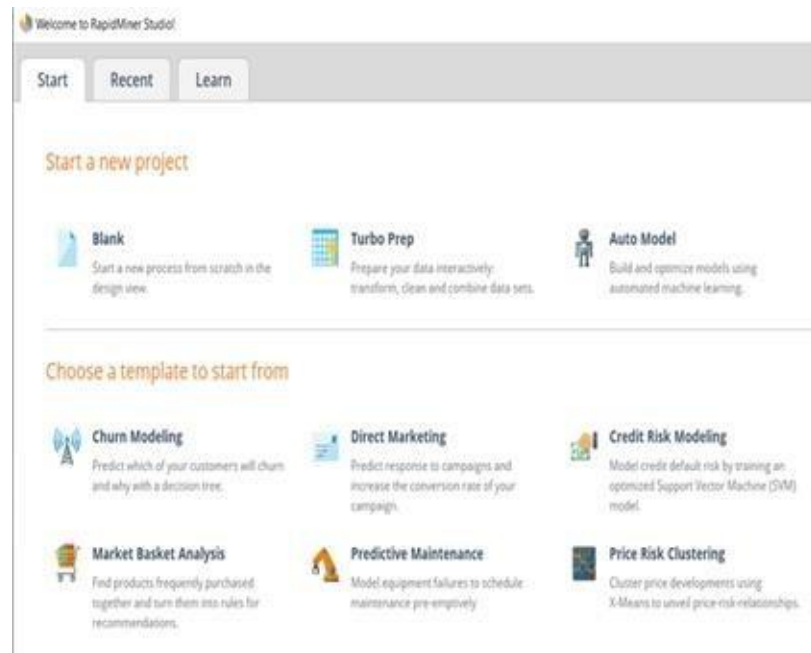 Welcome to RapidMiner Studio!
Start Recent Learn
Start a new project
Blank
Start a new process from scratch in the
design view.
Turbo Prep
Prepare your data interactively:
transform, clean and combine data sets.
Auto Model
Build and optimize models using
automated machine learning.
Choose a template to start from
Churn Modeling
Predict which of your customers will churn
and why with a decision tree.
Direct Marketing
Predict response to campaigns and
increase the conversion rate of your
campaign.
Credit Risk Modeling
Model credit default risk by training an
optimized Support Vector Machine (SVM)
model.
Market Basket Analysis
Find products frequently purchased
together and turn them into rules for
recommendations.
Predictive Maintenance
Model equipment failures to schedule
maintenance pre-emptively
Price Risk Clustering
Cluster price developments using
X-Means to unveil price-risk-relationships.